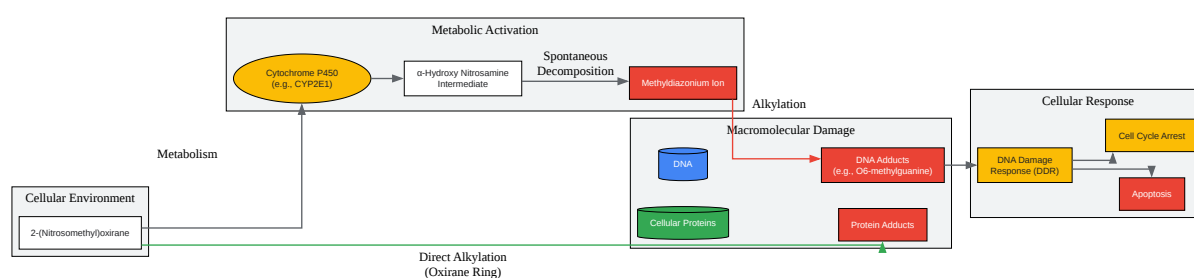 Metabolic Activation
Cytochrome P450
(e.g., CYP2E1)
α-Hydroxy Nitrosamine
Intermediate
Spontaneous
Decomposition
Methyldiazonium Ion
Alkylation
Metabolism
Macromolecular Damage
DNA
DNA Adducts
(e.g., O6-methylguanine)
Cellular Proteins
Protein Adducts
Cellular Response
Cell Cycle Arrest
DNA Damage
Response (DDR)
Apoptosis
Cellular Environment
2-(Nitrosomethyl)oxirane
Direct Alkylation
(Oxirane Ring)